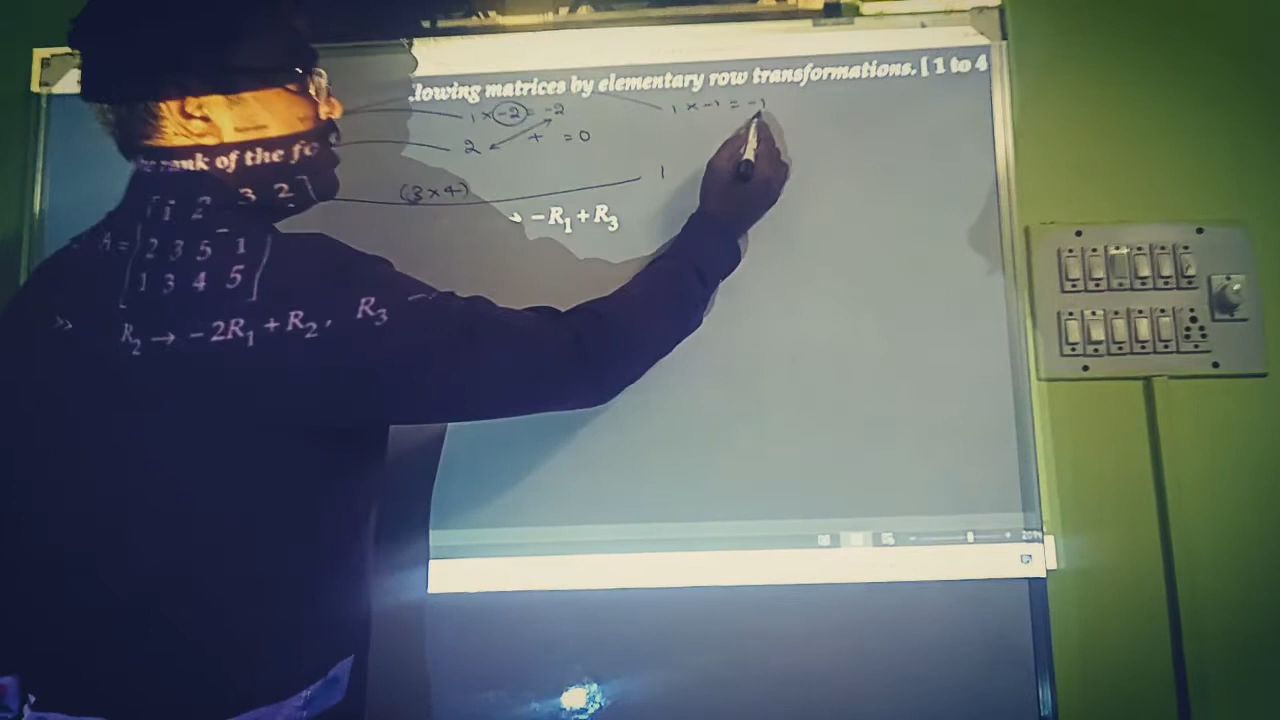 rank of the fo llowing matrices by elementary row transformations. [ 1 to 4
1 × -2 = -2 1 × -1 = -1
2 + = 0
(3×4) 1
1 2 3 2
A = 2 3 5 1
1 3 4 5
>> R2 → -2R1 + R2, R3 → -R1 + R3